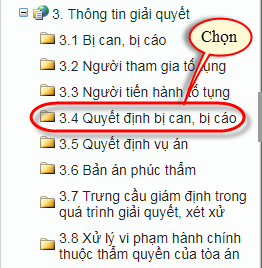 3. Thông tin giải quyết
Chọn
3.1 Bị can, bị cáo
3.2 Người tham gia tố tụng
3.3 Người tiến hành tố tụng
3.4 Quyết định bị can, bị cáo
3.5 Quyết định vụ án
3.6 Bản án phúc thẩm
3.7 Trưng cầu giám định trong
quá trình giải quyết, xét xử
3.8 Xử lý vi phạm hành chính
thuộc thẩm quyền của tòa án